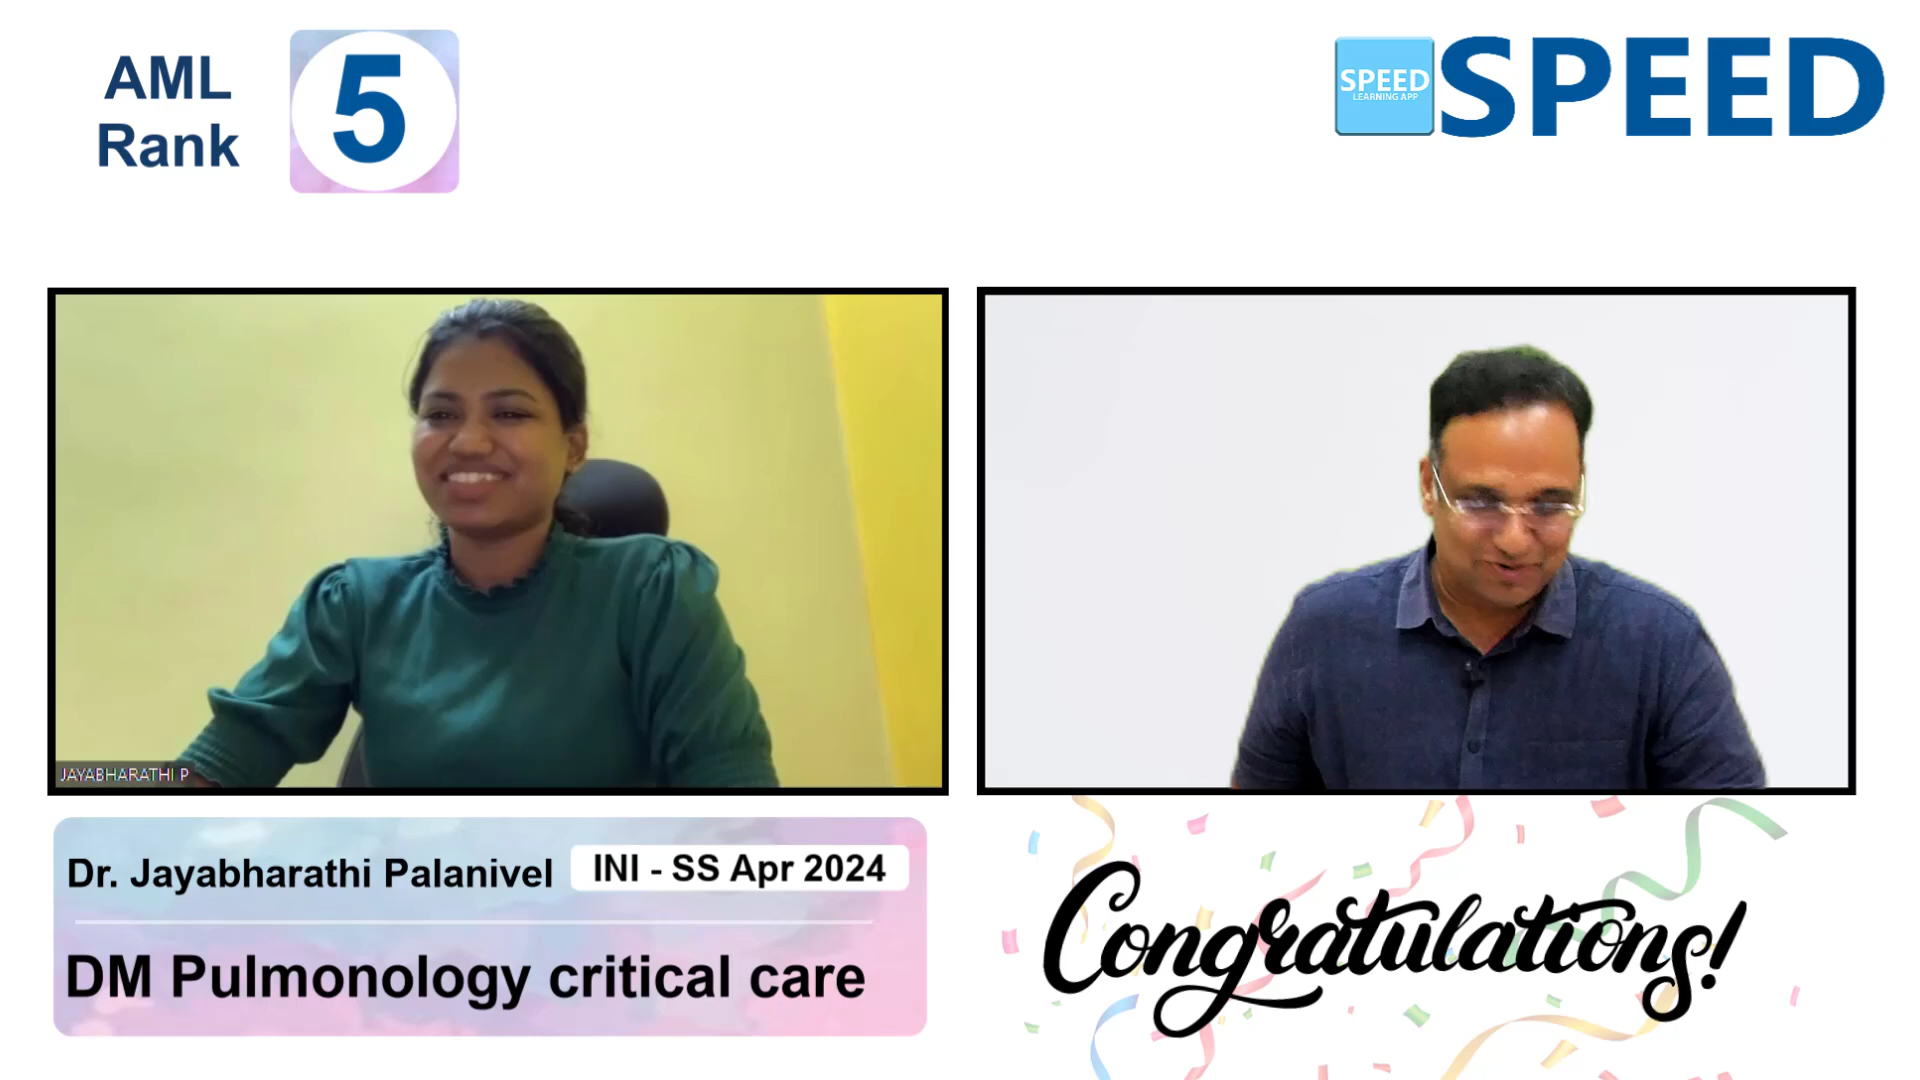 AML
Rank
5
SPEED
LEARNING APP
SPEED
JAYABHARATHI P
Dr. Jayabharathi Palanivel
INI - SS Apr 2024
DM Pulmonology critical care
Congratulations!